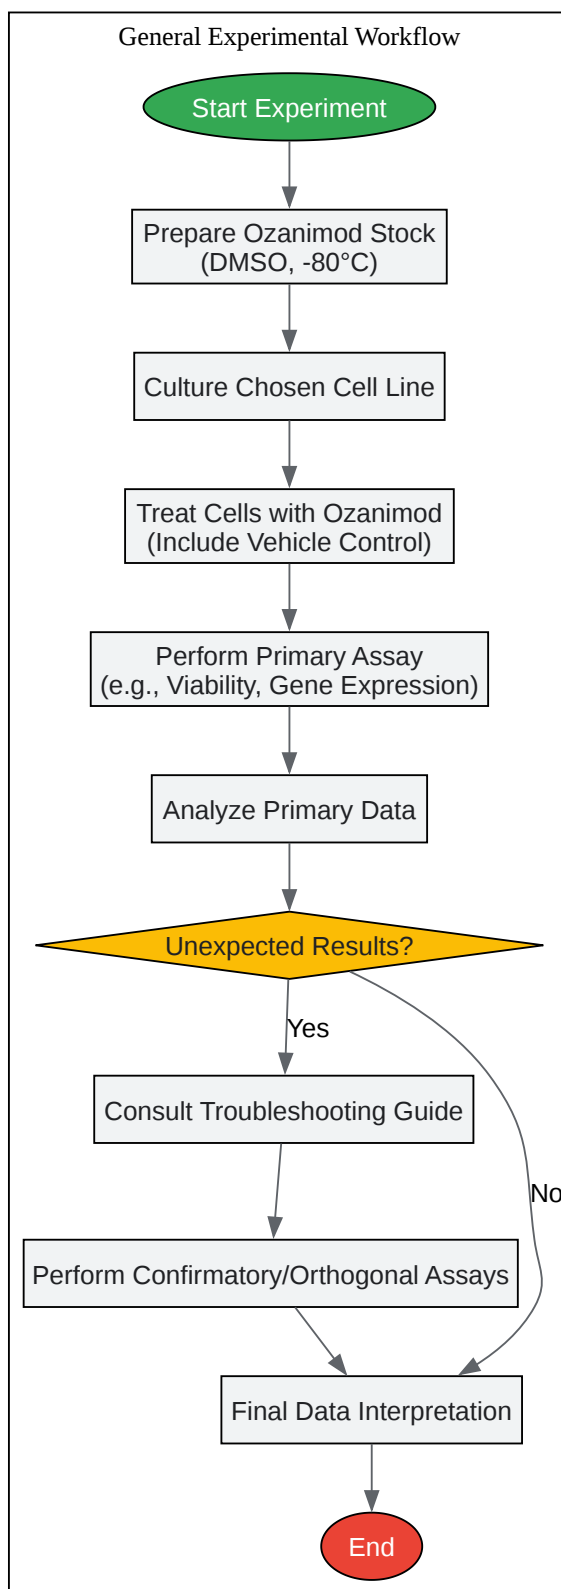 General Experimental Workflow
Start Experiment
Prepare Ozanimod Stock
(DMSO, -80°C)
Culture Chosen Cell Line
Treat Cells with Ozanimod
(Include Vehicle Control)
Perform Primary Assay
(e.g., Viability, Gene Expression)
Analyze Primary Data
Unexpected Results?
Yes
Consult Troubleshooting Guide
No
Perform Confirmatory/Orthogonal Assays
Final Data Interpretation
End